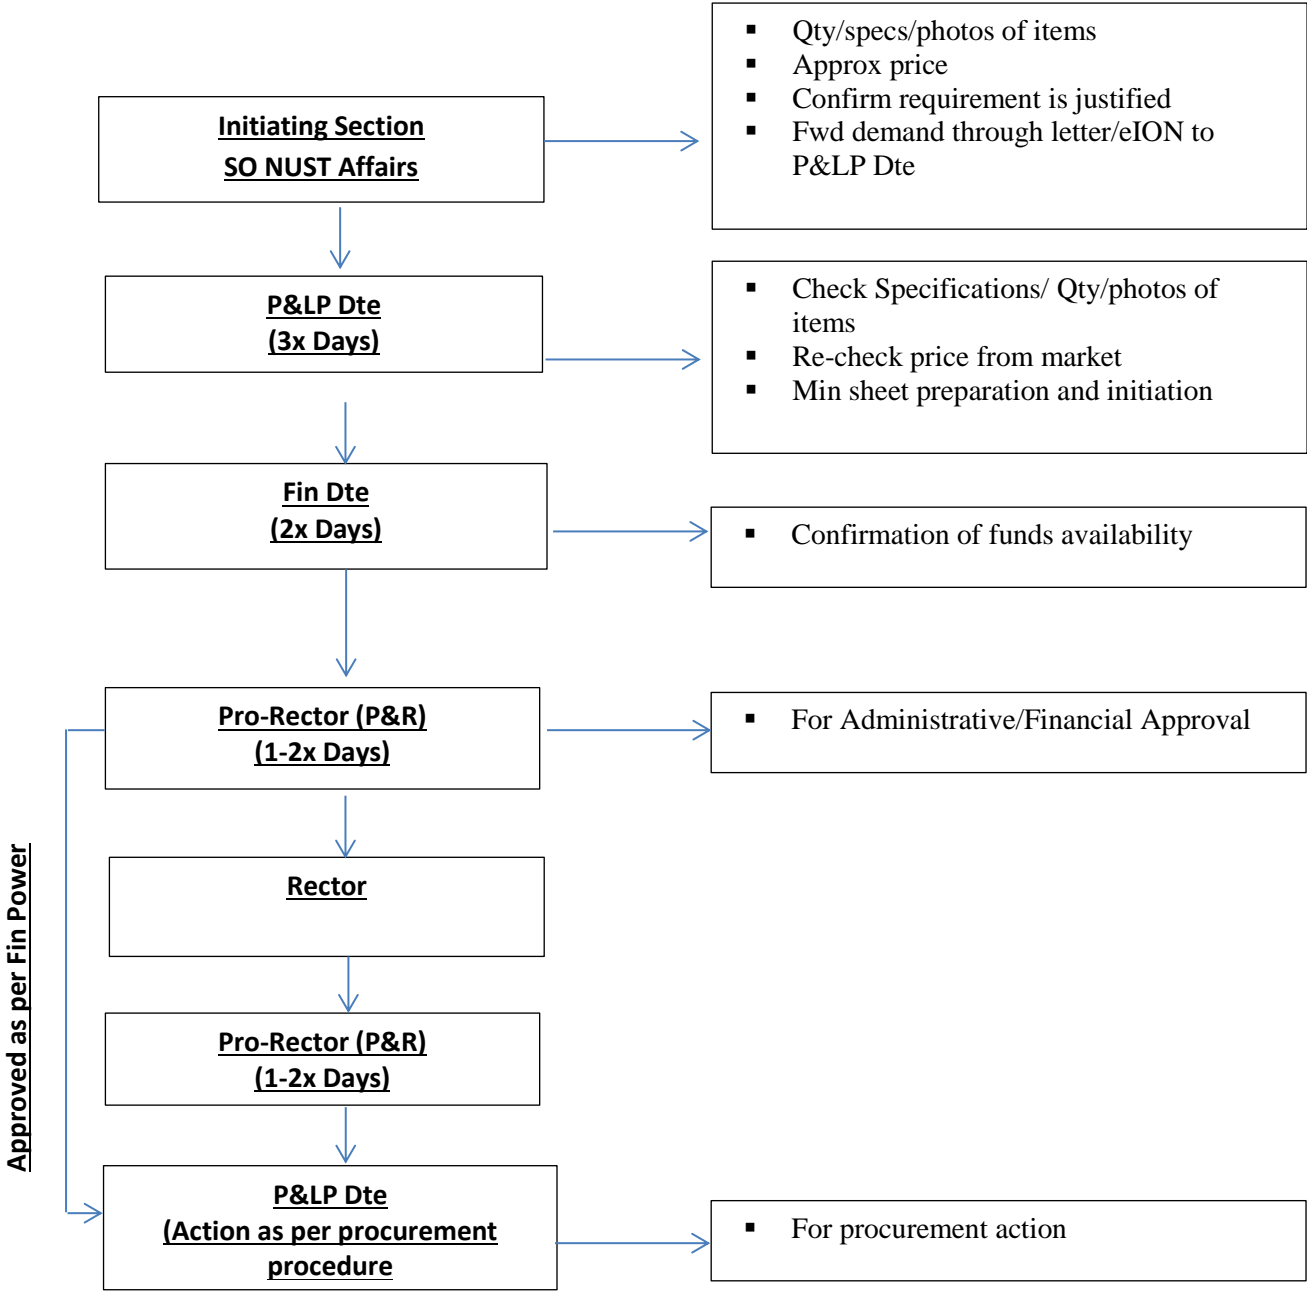 Initiating Section
SO NUST Affairs
▪ Qty/specs/photos of items
▪ Approx price
▪ Confirm requirement is justified
▪ Fwd demand through letter/eION to
P&LP Dte
P&LP Dte
(3x Days)
▪ Check Specifications/ Qty/photos of
items
▪ Re-check price from market
▪ Min sheet preparation and initiation
Fin Dte
(2x Days)
▪ Confirmation of funds availability
Pro-Rector (P&R)
(1-2x Days)
▪ For Administrative/Financial Approval
Approved as per Fin Power
Rector
Pro-Rector (P&R)
(1-2x Days)
P&LP Dte
(Action as per procurement
procedure
▪ For procurement action